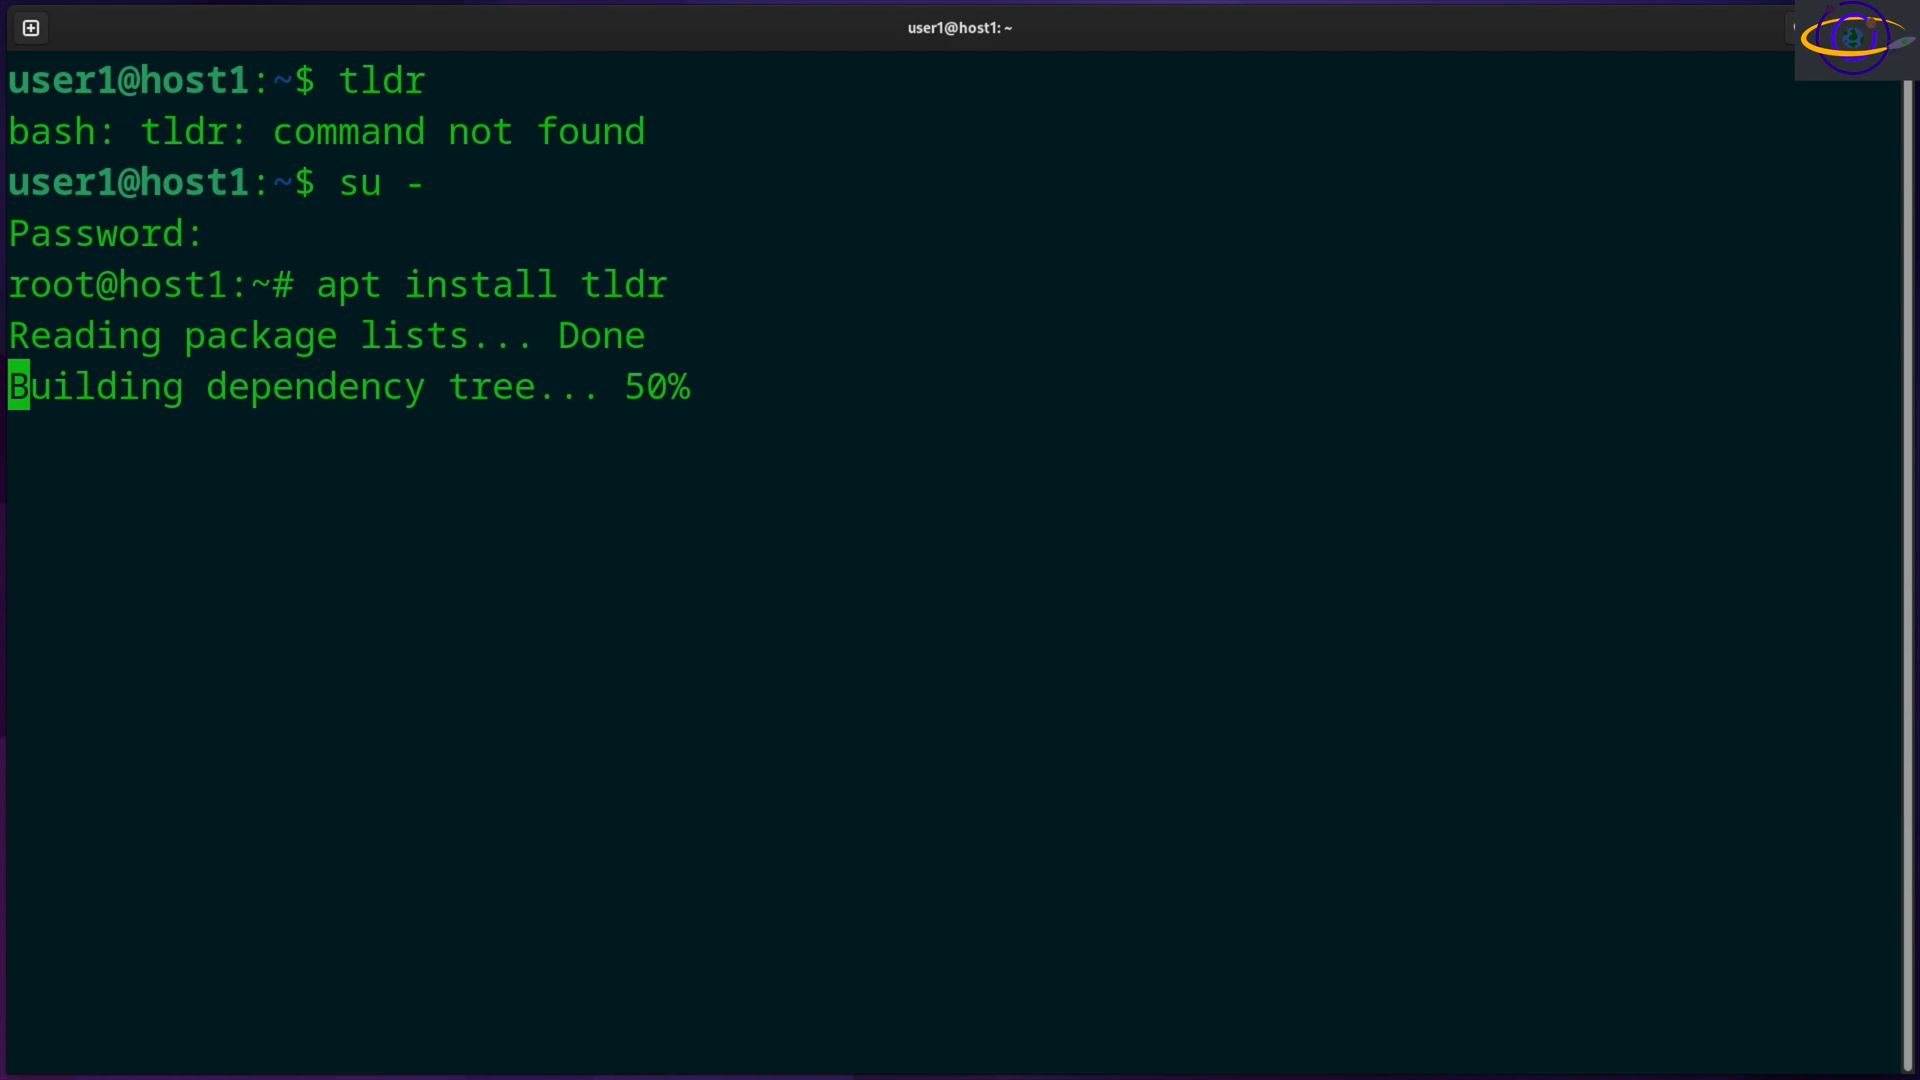 user1@host1: ~
user1@host1:~$ tldr
bash: tldr: command not found
user1@host1:~$ su -
Password:
root@host1:~# apt install tldr
Reading package lists... Done
Building dependency tree... 50%